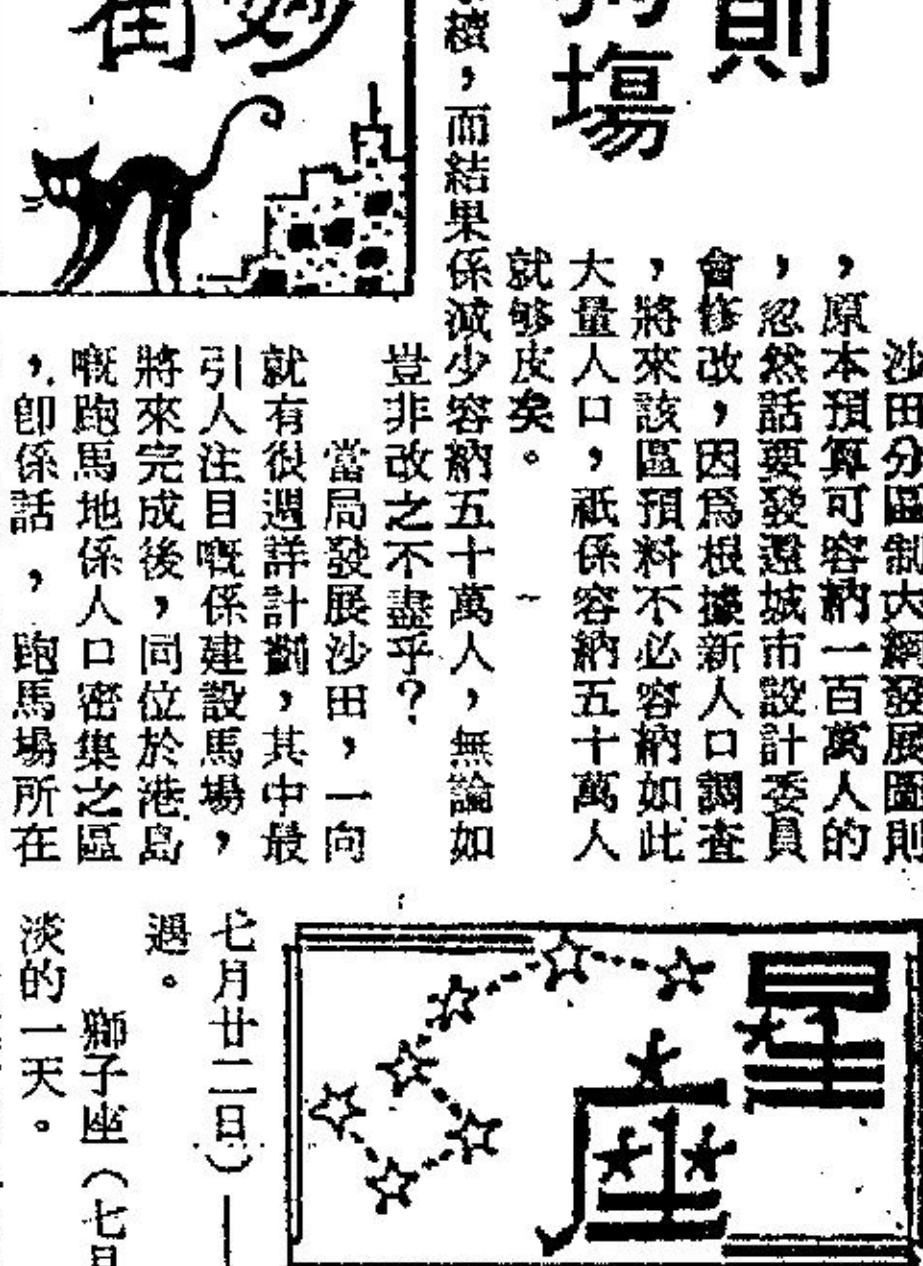 則
場
妙
沙田分區制大綱發展圖則
，原本預算可容納一百萬人的
，忽然話要發還城市設計委員
會修改，因爲根據新人口調查
，將來該區預料不必容納如此
大量人口，祇係容納五十萬人
就够皮矣。
，而結果係減少容納五十萬人，無論如
豈非改之不盡乎？
當局發展沙田，一向
就有很週詳計劃，其中最
引人注目嘅係建設馬場，
將來完成後，同位於港島
嘅跑馬地係人口密集之區
，卽係話，跑馬場所在
星座
七月廿二日）——
遇。
獅子座（七月
淡的一天。